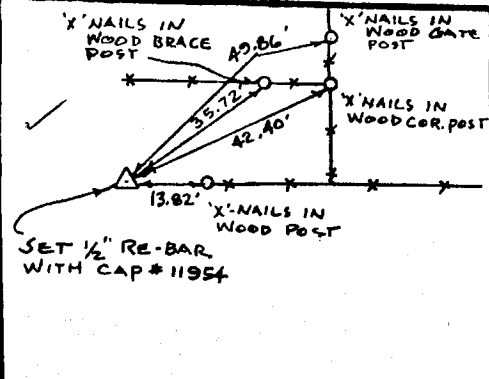 'X' NAILS IN
WOOD BRACE
POST
49.86'
'X' NAILS IN
WOOD GATE
POST
35.72'
42.40'
'X' NAILS IN
WOOD COR. POST
13.82'
'X'-NAILS IN
WOOD POST
SET 1/2" RE-BAR
WITH CAP # 11954